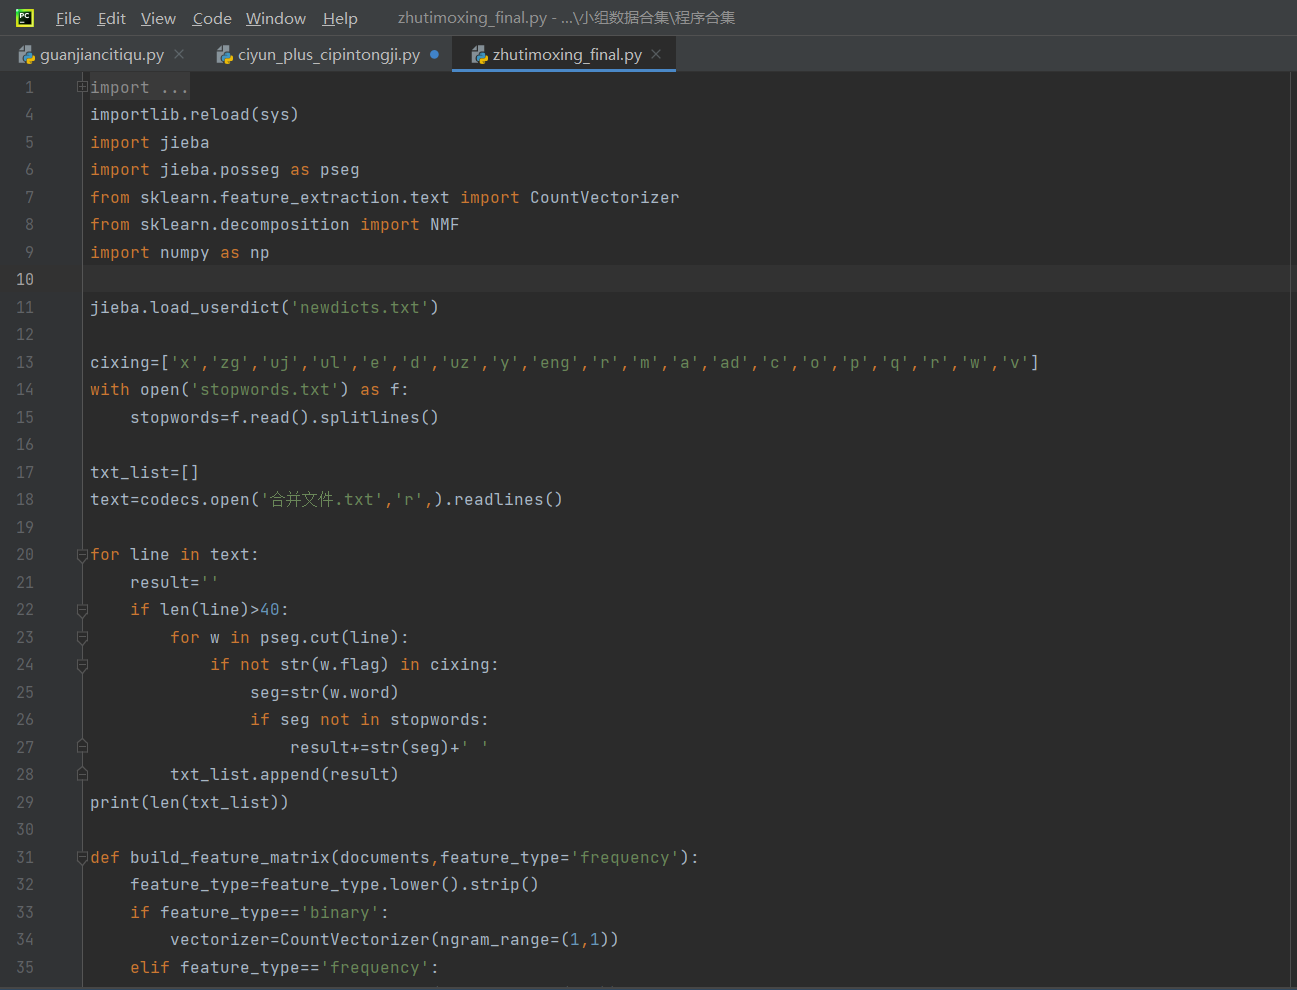 PC
File Edit View Code Window Help zhutimoxing_final.py - ...\小组数据合集\程序合集
guanjiancitiqu.py ciyun_plus_cipintongji.py zhutimoxing_final.py
1 import ...
4 importlib.reload(sys)
5 import jieba
6 import jieba.posseg as pseg
7 from sklearn.feature_extraction.text import CountVectorizer
8 from sklearn.decomposition import NMF
9 import numpy as np
10
11 jieba.load_userdict('newdicts.txt')
12
13 cixing=['x','zg','uj','ul','e','d','uz','y','eng','r','m','a','ad','c','o','p','q','r','w','v']
14 with open('stopwords.txt') as f:
15     stopwords=f.read().splitlines()
16
17 txt_list=[]
18 text=codecs.open('合并文件.txt','r',).readlines()
19
20 for line in text:
21     result=''
22     if len(line)>40:
23         for w in pseg.cut(line):
24             if not str(w.flag) in cixing:
25                 seg=str(w.word)
26                 if seg not in stopwords:
27                     result+=str(seg)+' '
28         txt_list.append(result)
29 print(len(txt_list))
30
31 def build_feature_matrix(documents,feature_type='frequency'):
32     feature_type=feature_type.lower().strip()
33     if feature_type=='binary':
34         vectorizer=CountVectorizer(ngram_range=(1,1))
35     elif feature_type=='frequency':